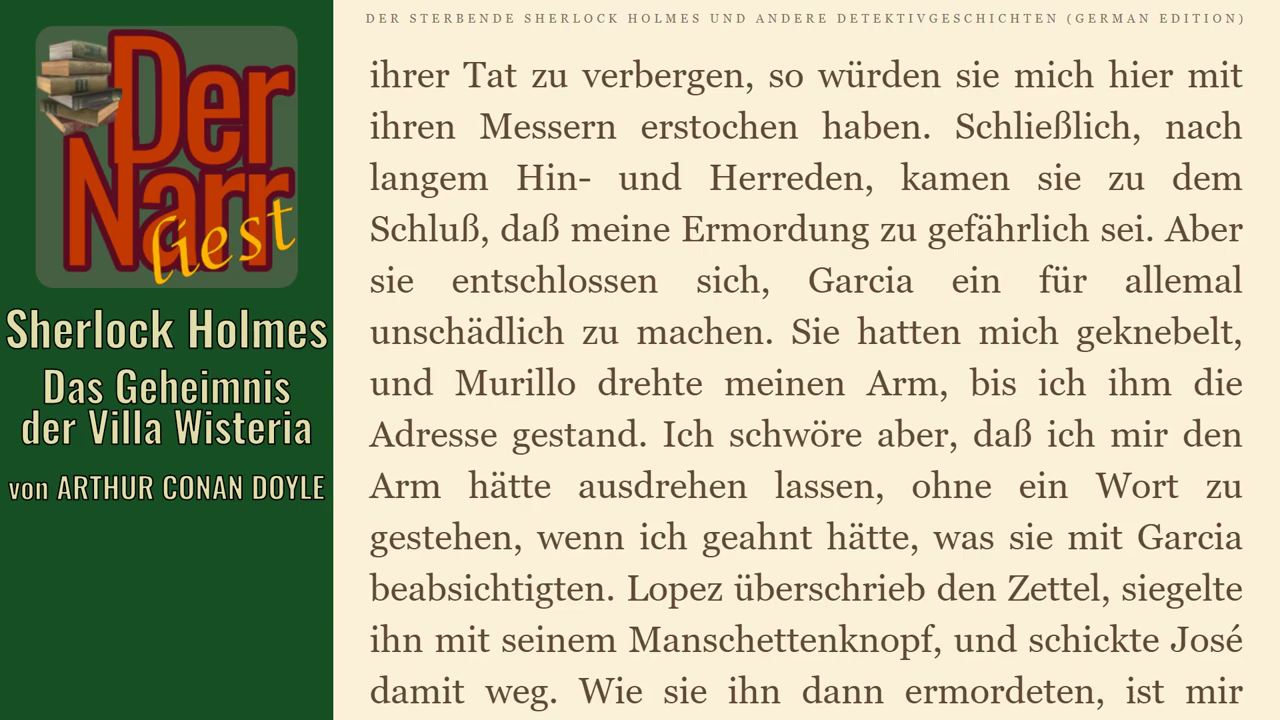 Der
Narr
liest
Sherlock Holmes
Das Geheimnis
der Villa Wisteria
von ARTHUR CONAN DOYLE
DER STERBENDE SHERLOCK HOLMES UND ANDERE DETEKTIVGESCHICHTEN (GERMAN EDITION)
ihrer Tat zu verbergen, so würden sie mich hier mit
ihren Messern erstochen haben. Schließlich, nach
langem Hin- und Herreden, kamen sie zu dem
Schluß, daß meine Ermordung zu gefährlich sei. Aber
sie entschlossen sich, Garcia ein für allemal
unschädlich zu machen. Sie hatten mich geknebelt,
und Murillo drehte meinen Arm, bis ich ihm die
Adresse gestand. Ich schwöre aber, daß ich mir den
Arm hätte ausdrehen lassen, ohne ein Wort zu
gestehen, wenn ich geahnt hätte, was sie mit Garcia
beabsichtigten. Lopez überschrieb den Zettel, siegelte
ihn mit seinem Manschettenknopf, und schickte José
damit weg. Wie sie ihn dann ermordeten, ist mir